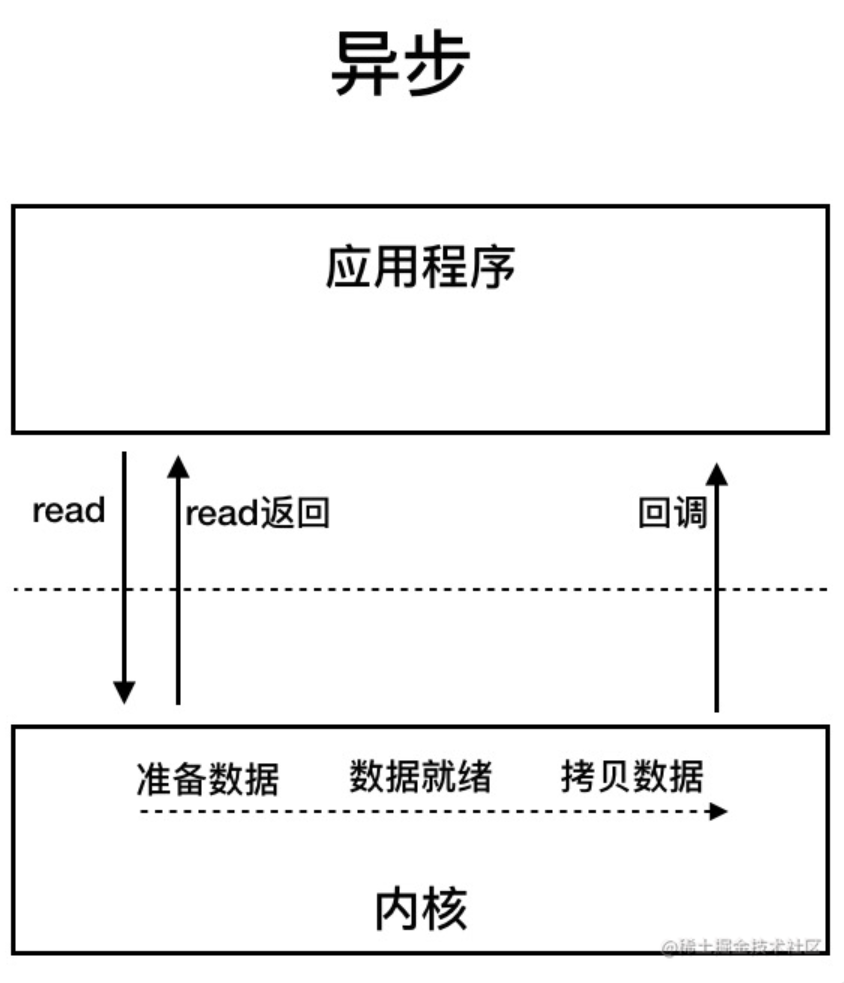 异步
应用程序
read
read返回
回调
准备数据
数据就绪
拷贝数据
内核
@稀土掘金技术社区